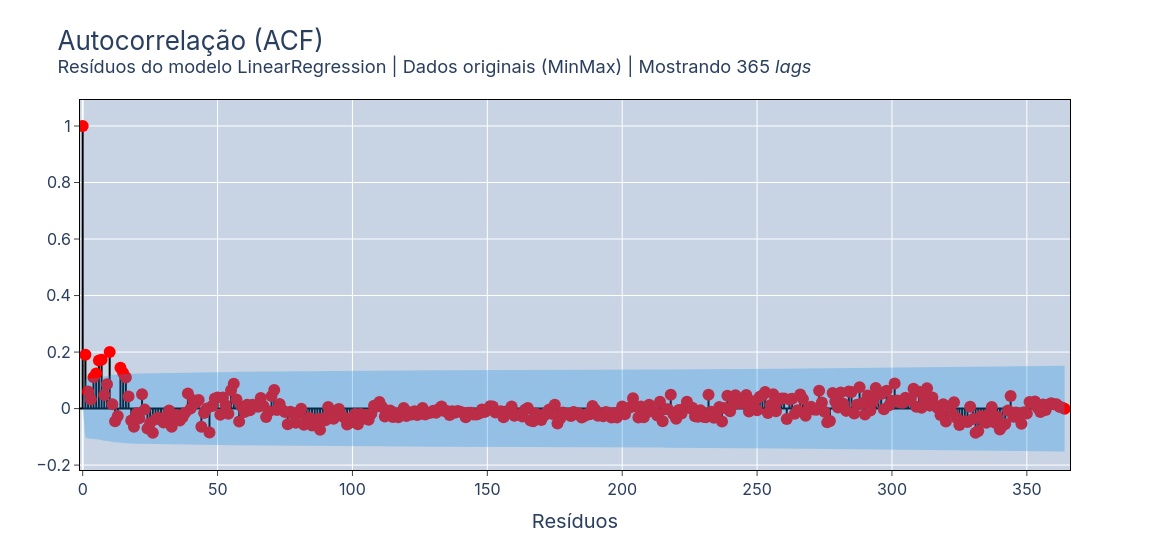 Autocorrelação (ACF)
Resíduos do modelo LinearRegression | Dados originais (MinMax) | Mostrando 365 lags
1
0.8
0.6
0.4
0.2
0
−0.2
0 50 100 150 200 250 300 350
Resíduos